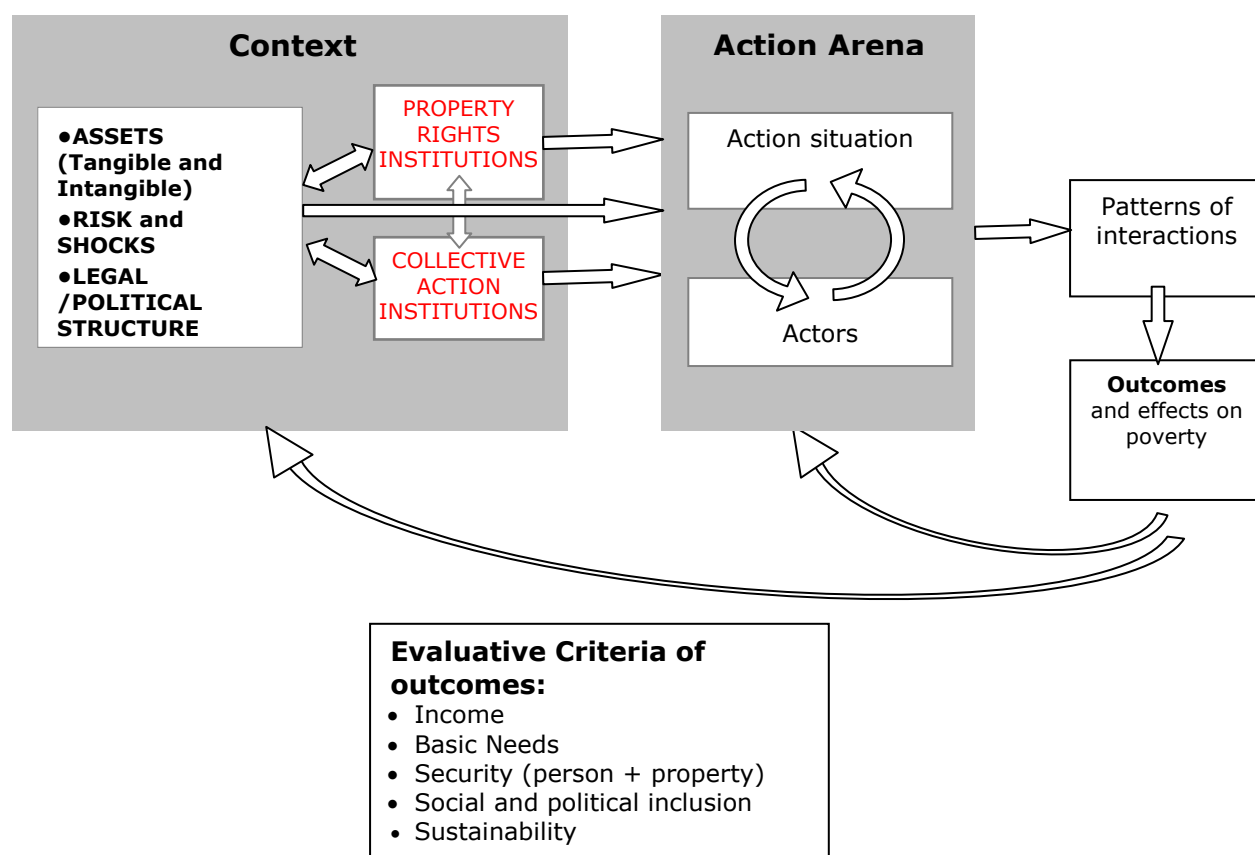 Context
●ASSETS
(Tangible and
Intangible)
●RISK and
SHOCKS
●LEGAL
/POLITICAL
STRUCTURE
PROPERTY
RIGHTS
INSTITUTIONS
COLLECTIVE
ACTION
INSTITUTIONS
Action Arena
Action situation
Actors
Patterns of
interactions
Outcomes
and effects on
poverty
Evaluative Criteria of
outcomes:
• Income
• Basic Needs
• Security (person + property)
• Social and political inclusion
• Sustainability